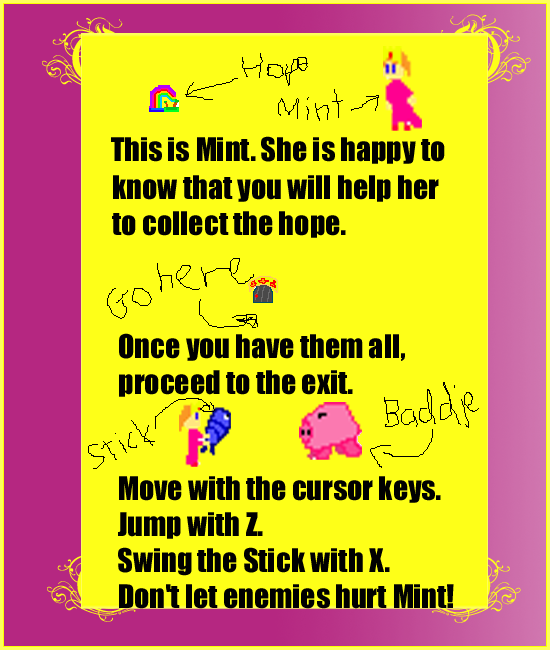 Hope
Mint
This is Mint. She is happy to
know that you will help her
to collect the hope.
Go here
Once you have them all,
proceed to the exit.
Stick
Baddie
Move with the cursor keys.
Jump with Z.
Swing the Stick with X.
Don't let enemies hurt Mint!